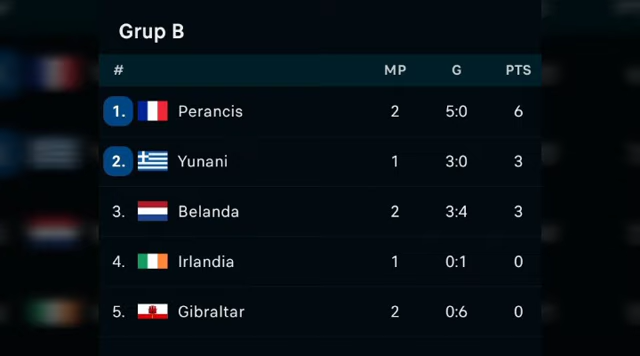 Grup B
# MP G PTS
1. Perancis 2 5:0 6
2. Yunani 1 3:0 3
3. Belanda 2 3:4 3
4. Irlandia 1 0:1 0
5. Gibraltar 2 0:6 0